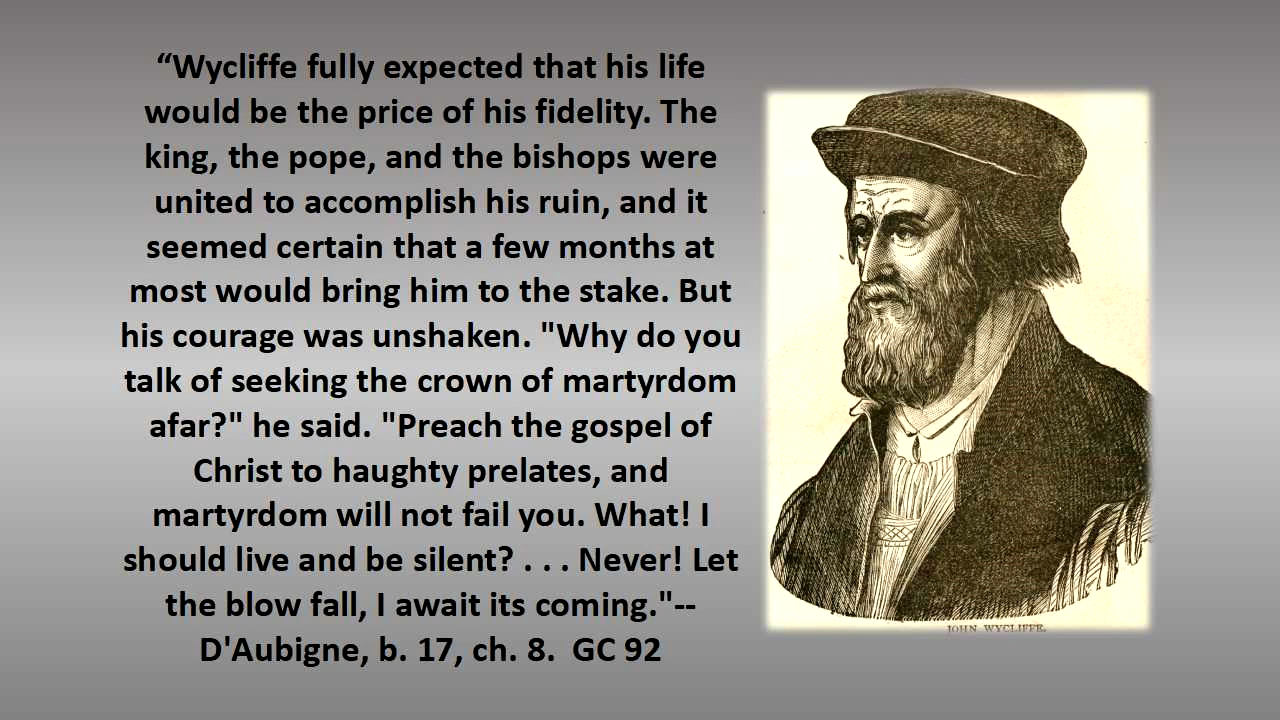 “Wycliffe fully expected that his life
would be the price of his fidelity. The
king, the pope, and the bishops were
united to accomplish his ruin, and it
seemed certain that a few months at
most would bring him to the stake. But
his courage was unshaken. "Why do you
talk of seeking the crown of martyrdom
afar?" he said. "Preach the gospel of
Christ to haughty prelates, and
martyrdom will not fail you. What! I
should live and be silent? . . . Never! Let
the blow fall, I await its coming."--
D'Aubigne, b. 17, ch. 8.  GC 92
JOHN WYCLIFFE.